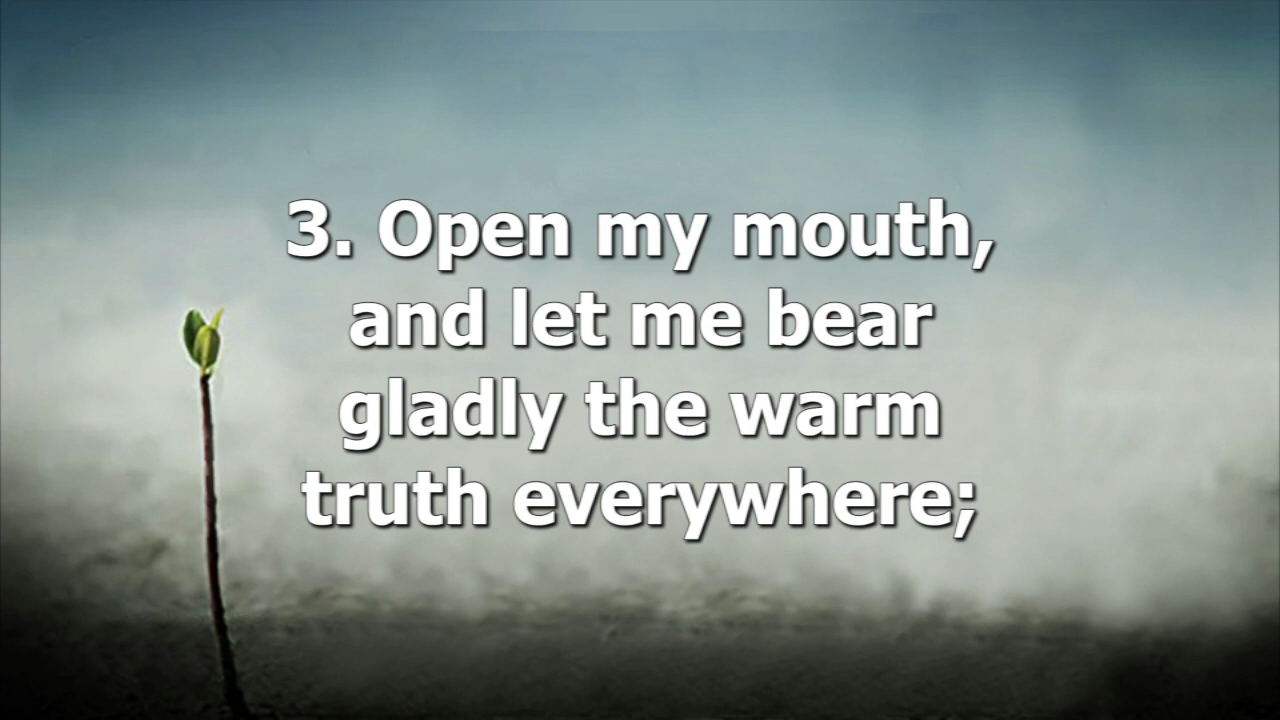 3. Open my mouth,
and let me bear
gladly the warm
truth everywhere;